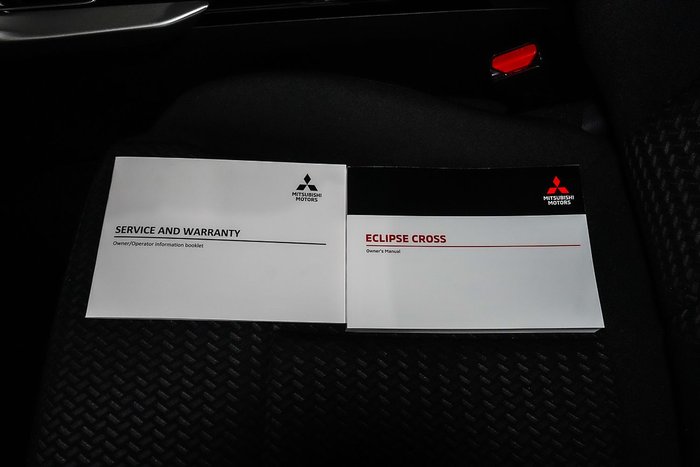 MITSUBISHI
MOTORS
SERVICE AND WARRANTY
Owner/Operator information booklet
MITSUBISHI
MOTORS
ECLIPSE CROSS
Owner's Manual